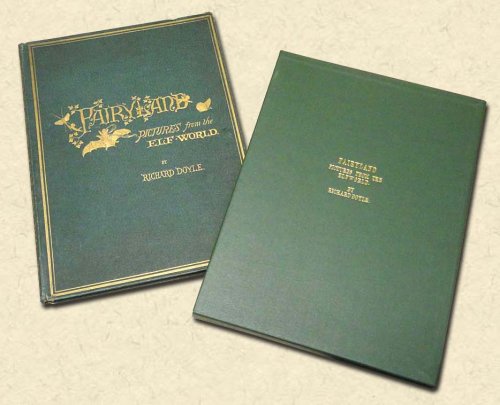 FAIRYLAND
PICTURES from the
ELF WORLD.
BY
RICHARD DOYLE.
FAIRYLAND
PICTURES FROM THE
ELF WORLD.
BY
RICHARD DOYLE.